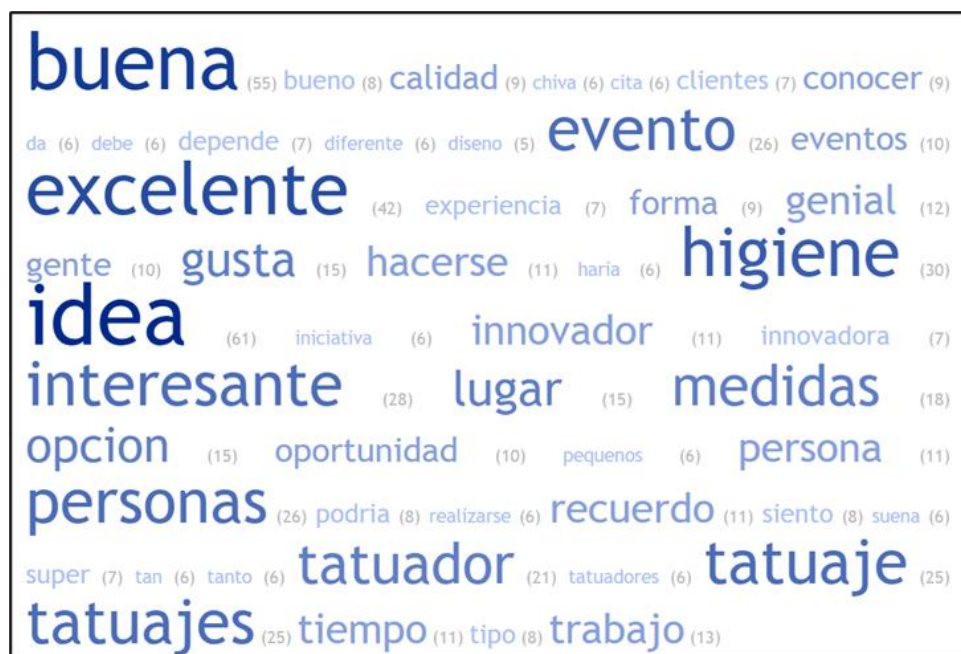 buena (55) bueno (8) calidad (9) chiva (6) cita (6) clientes (7) conocer (9)
da (6) debe (6) depende (7) diferente (6) diseno (5) evento (26) eventos (10)
excelente (42) experiencia (7) forma (9) genial (12)
gente (10) gusta (15) hacerse (11) haria (6) higiene (30)
idea (61) iniciativa (6) innovador (11) innovadora (7)
interesante (28) lugar (15) medidas (18)
opcion (15) oportunidad (10) pequenos (6) persona (11)
personas (26) podria (8) realizarse (6) recuerdo (11) siento (8) suena (6)
super (7) tan (6) tanto (6) tatuador (21) tatuadores (6) tatuaje (25)
tatuajes (25) tiempo (11) tipo (8) trabajo (13)